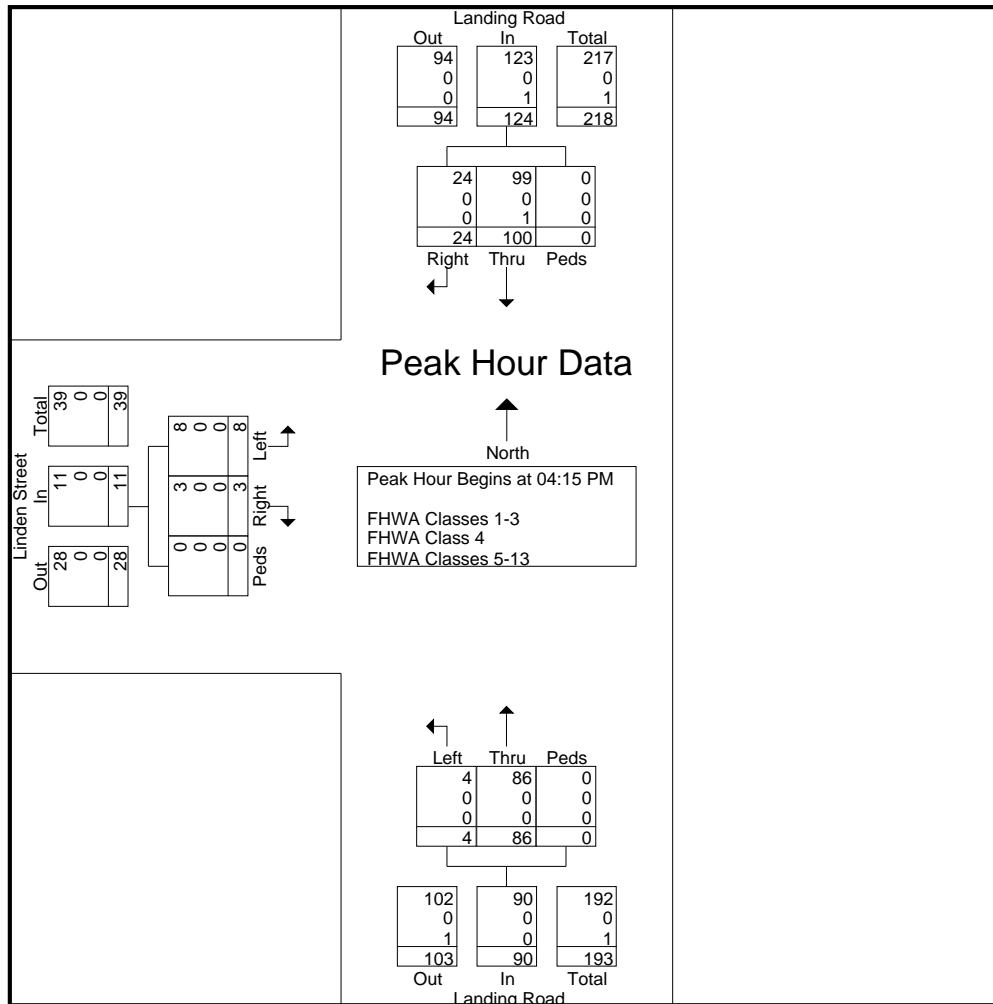 Landing Road
Out In Total
94 123 217
0 0 0
0 1 1
94 124 218
24 99 0
0 0 0
0 1 0
24 100 0
Right Thru Peds
Peak Hour Data
North
Peak Hour Begins at 04:15 PM
FHWA Classes 1-3
FHWA Class 4
FHWA Classes 5-13
Linden Street
Out In Total
28 11 39
0 0 0
0 0 0
28 11 39
Peds Right Left
0 3 8
0 0 0
0 0 0
0 3 8
Left Thru Peds
4 86 0
0 0 0
0 0 0
4 86 0
102 90 192
0 0 0
1 0 1
103 90 193
Out In Total
Landing Road